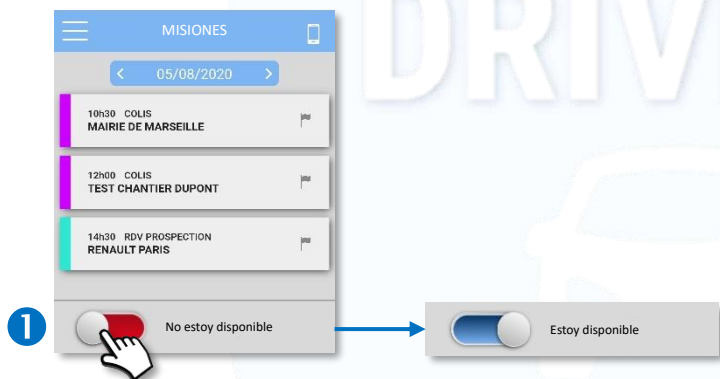 DRIV
MISIONES
< 05/08/2020 >
10h30 COLIS
MAIRIE DE MARSEILLE
12h00 COLIS
TEST CHANTIER DUPONT
14h30 RDV PROSPECTION
RENAULT PARIS
1
No estoy disponible
Estoy disponible